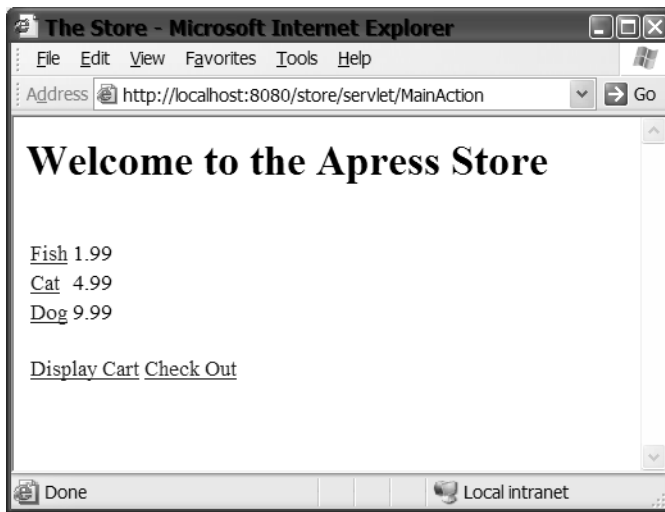 The Store - Microsoft Internet Explorer
File Edit View Favorites Tools Help
Address http://localhost:8080/store/servlet/MainAction Go
Welcome to the Apress Store
Fish 1.99
Cat 4.99
Dog 9.99
Display Cart Check Out
Done Local intranet